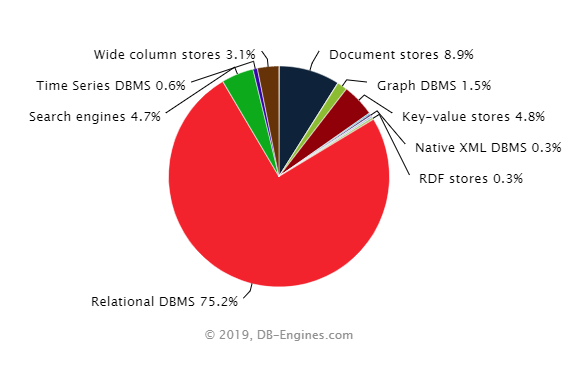 Wide column stores 3.1%
Document stores 8.9%
Time Series DBMS 0.6%
Graph DBMS 1.5%
Search engines 4.7%
Key-value stores 4.8%
Native XML DBMS 0.3%
RDF stores 0.3%
Relational DBMS 75.2%
© 2019, DB-Engines.com